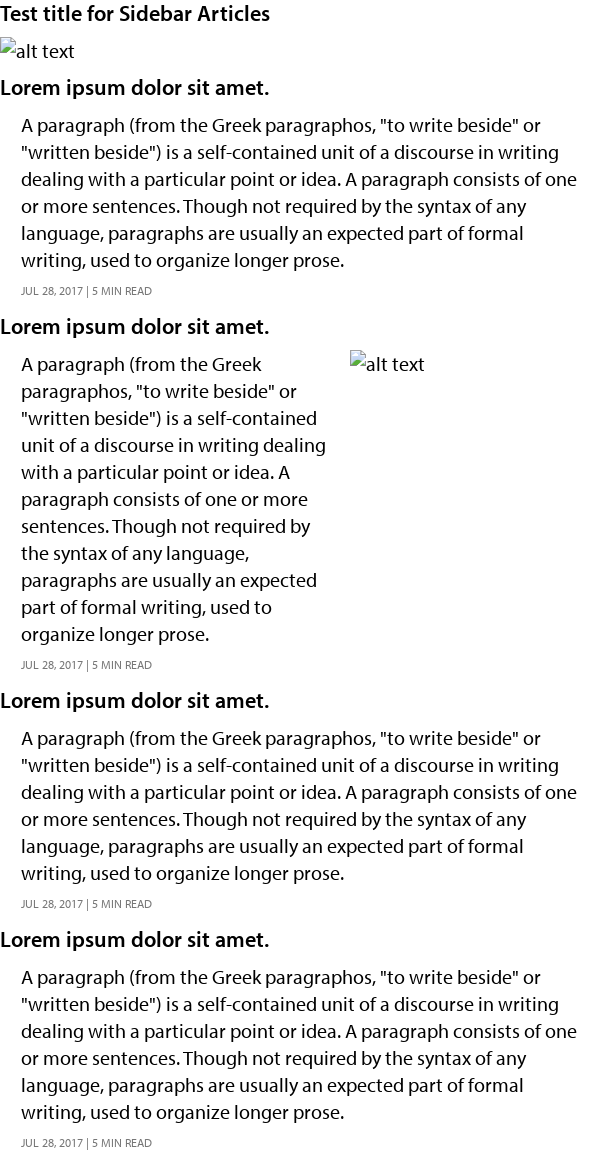 Test title for Sidebar Articles
alt text
Lorem ipsum dolor sit amet.
A paragraph (from the Greek paragraphos, "to write beside" or
"written beside") is a self-contained unit of a discourse in writing
dealing with a particular point or idea. A paragraph consists of one
or more sentences. Though not required by the syntax of any
language, paragraphs are usually an expected part of formal
writing, used to organize longer prose.
JUL 28, 2017 | 5 MIN READ
Lorem ipsum dolor sit amet.
A paragraph (from the Greek
paragraphos, "to write beside" or
"written beside") is a self-contained
unit of a discourse in writing dealing
with a particular point or idea. A
paragraph consists of one or more
sentences. Though not required by
the syntax of any language,
paragraphs are usually an expected
part of formal writing, used to
organize longer prose.
alt text
JUL 28, 2017 | 5 MIN READ
Lorem ipsum dolor sit amet.
A paragraph (from the Greek paragraphos, "to write beside" or
"written beside") is a self-contained unit of a discourse in writing
dealing with a particular point or idea. A paragraph consists of one
or more sentences. Though not required by the syntax of any
language, paragraphs are usually an expected part of formal
writing, used to organize longer prose.
JUL 28, 2017 | 5 MIN READ
Lorem ipsum dolor sit amet.
A paragraph (from the Greek paragraphos, "to write beside" or
"written beside") is a self-contained unit of a discourse in writing
dealing with a particular point or idea. A paragraph consists of one
or more sentences. Though not required by the syntax of any
language, paragraphs are usually an expected part of formal
writing, used to organize longer prose.
JUL 28, 2017 | 5 MIN READ